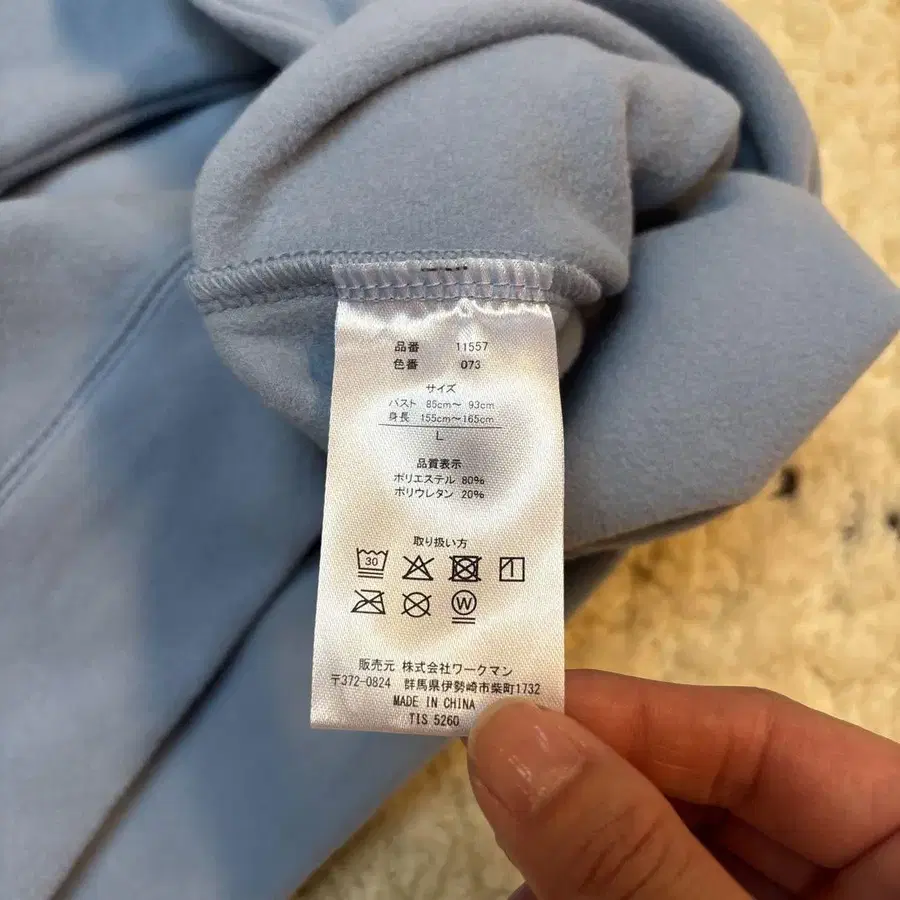 品番 11557
色番 073
サイズ
バスト 85cm～ 93cm
身長 155cm～165cm
L
品質表示
ポリエステル 80%
ポリウレタン 20%
取り扱い方
30
W
販売元 株式会社ワークマン
〒372-0824 群馬県伊勢崎市柴町1732
MADE IN CHINA
TIS 5260